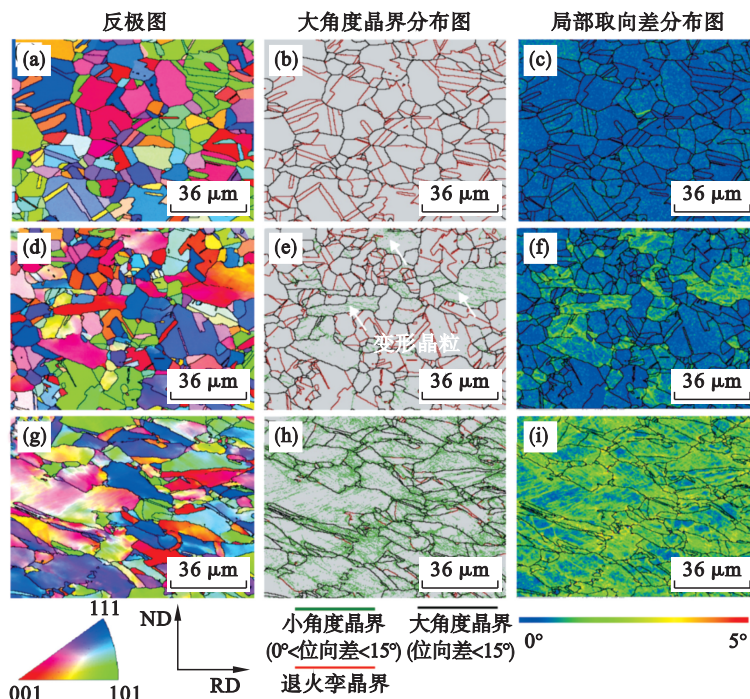 反极图 大角度晶界分布图 局部取向差分布图
(a) (b) (c)
36 μm 36 μm 36 μm
(d) (e) (f)
变形晶粒
36 μm 36 μm 36 μm
(g) (h) (i)
36 μm 36 μm 36 μm
111 ND
小角度晶界 大角度晶界 0° 5°
(0°<位向差<15°) (位向差<15°)
001 101 RD 退火孪晶界